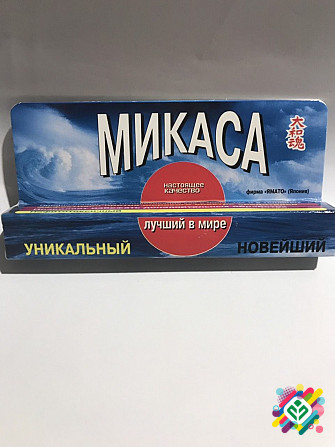 МИКАСА
大和魂
настоящее
качество
фирма «ЯМАТО» (Япония)
лучший в мире
УНИКАЛЬНЫЙ
НОВЕЙШИЙ